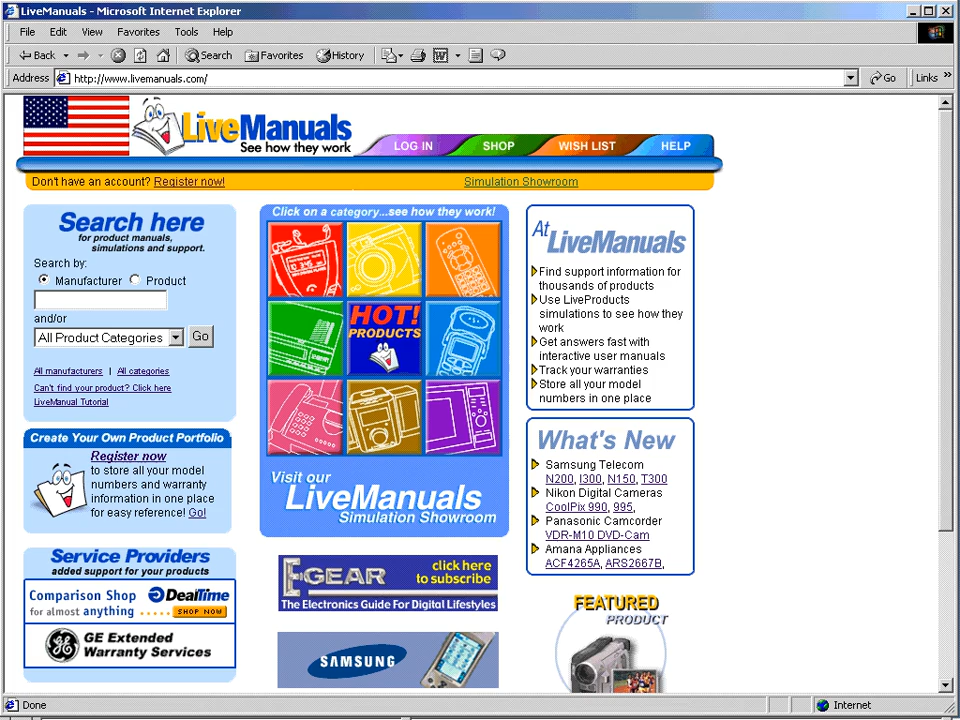 LiveManuals - Microsoft Internet Explorer
File Edit View Favorites Tools Help
Back Search Favorites History
Address http://www.livemanuals.com/ Go Links »
LiveManuals
See how they work
LOG IN SHOP WISH LIST HELP
Don't have an account? Register now! Simulation Showroom
Search here
for product manuals,
simulations and support.
Search by:
Manufacturer Product
and/or
All Product Categories Go
All manufacturers | All categories
Can't find your product? Click here
LiveManual Tutorial
Create Your Own Product Portfolio
Register now
to store all your model
numbers and warranty
information in one place
for easy reference! Go!
Service Providers
added support for your products
Comparison Shop DealTime
for almost anything ..... SHOP NOW
GE Extended
Warranty Services
Click on a category...see how they work!
HOT!
PRODUCTS
Visit our
LiveManuals
Simulation Showroom
E-GEAR click here
to subscribe
The Electronics Guide For Digital Lifestyles
SAMSUNG
At LiveManuals
Find support information for
thousands of products
Use LiveProducts
simulations to see how they
work
Get answers fast with
interactive user manuals
Track your warranties
Store all your model
numbers in one place
What's New
Samsung Telecom
N200, I300, N150, T300
Nikon Digital Cameras
CoolPix 990, 995,
Panasonic Camcorder
VDR-M10 DVD-Cam
Amana Appliances
ACF4265A, ARS2667B,
FEATURED
PRODUCT
Done Internet